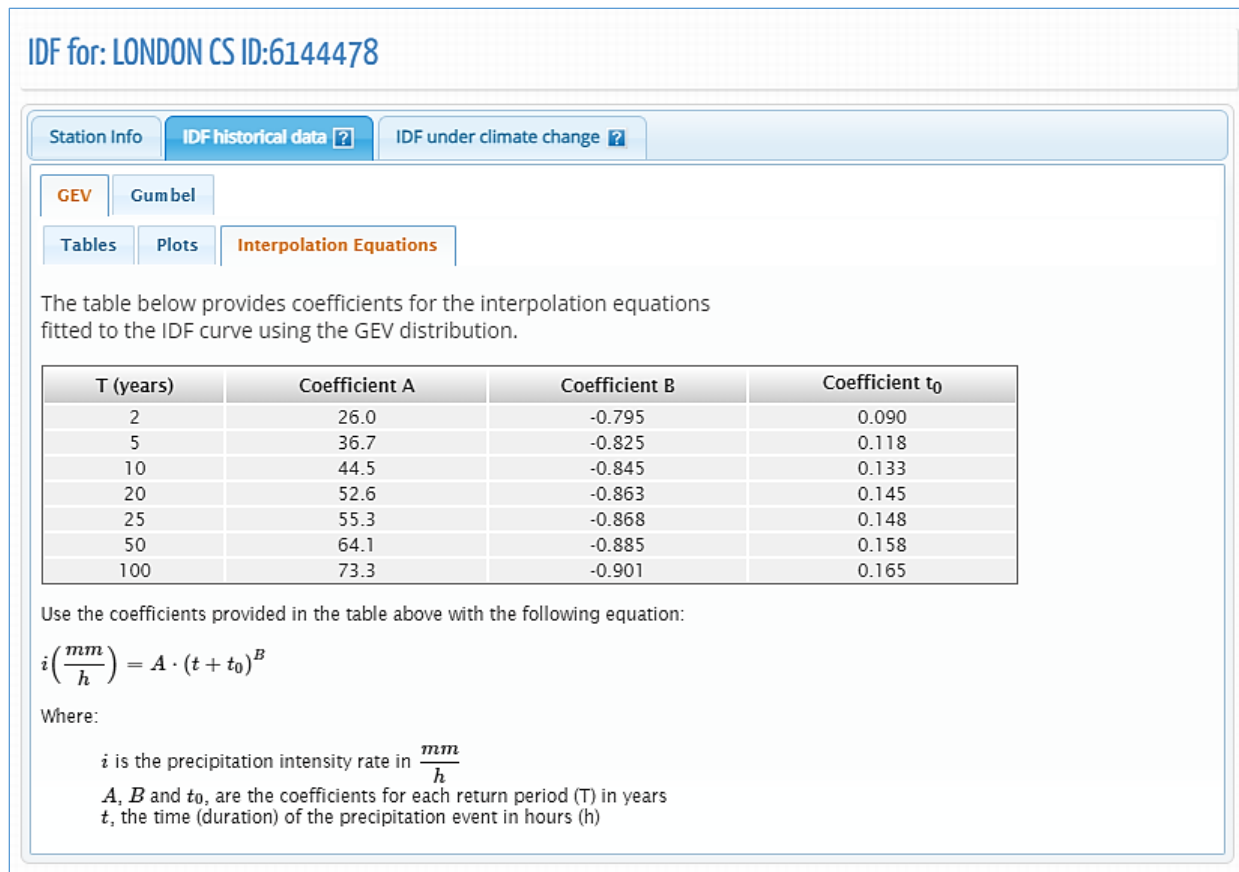 IDF for: LONDON CS ID:6144478
Station Info IDF historical data ? IDF under climate change ?
GEV Gumbel
Tables Plots Interpolation Equations
The table below provides coefficients for the interpolation equations
fitted to the IDF curve using the GEV distribution.
T (years) Coefficient A Coefficient B Coefficient t₀
2 26.0 -0.795 0.090
5 36.7 -0.825 0.118
10 44.5 -0.845 0.133
20 52.6 -0.863 0.145
25 55.3 -0.868 0.148
50 64.1 -0.885 0.158
100 73.3 -0.901 0.165
Use the coefficients provided in the table above with the following equation:
i(mm/h) = A · (t + t₀)^B
Where:
i is the precipitation intensity rate in mm/h
A, B and t₀, are the coefficients for each return period (T) in years
t, the time (duration) of the precipitation event in hours (h)